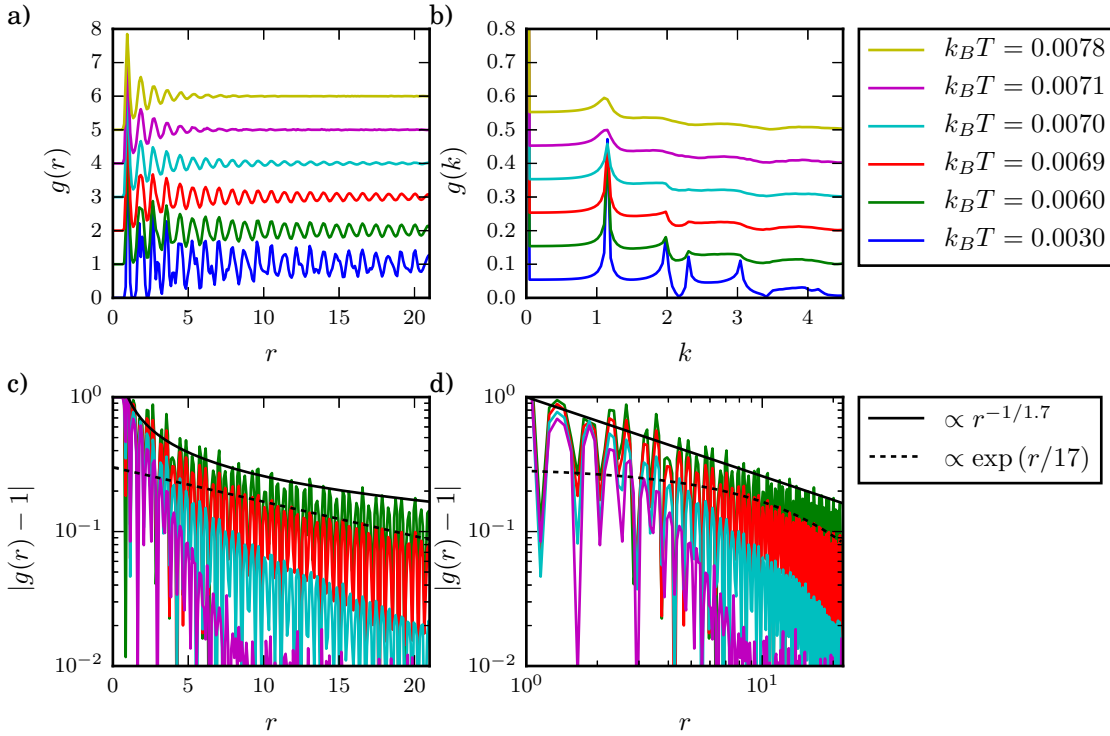 a)
8
7
6
5
4
3
2
1
0
g(r)
0 5 10 15 20
r
b)
0.8
0.7
0.6
0.5
0.4
0.3
0.2
0.1
0.0
g(k)
0 1 2 3 4
k
k_BT = 0.0078
k_BT = 0.0071
k_BT = 0.0070
k_BT = 0.0069
k_BT = 0.0060
k_BT = 0.0030
c)
10^0
10^{-1}
10^{-2}
|g(r) − 1|
0 5 10 15 20
r
d)
10^0
10^{-1}
10^{-2}
|g(r) − 1|
10^0 10^1
r
∝ r^{-1/1.7}
∝ exp (r/17)